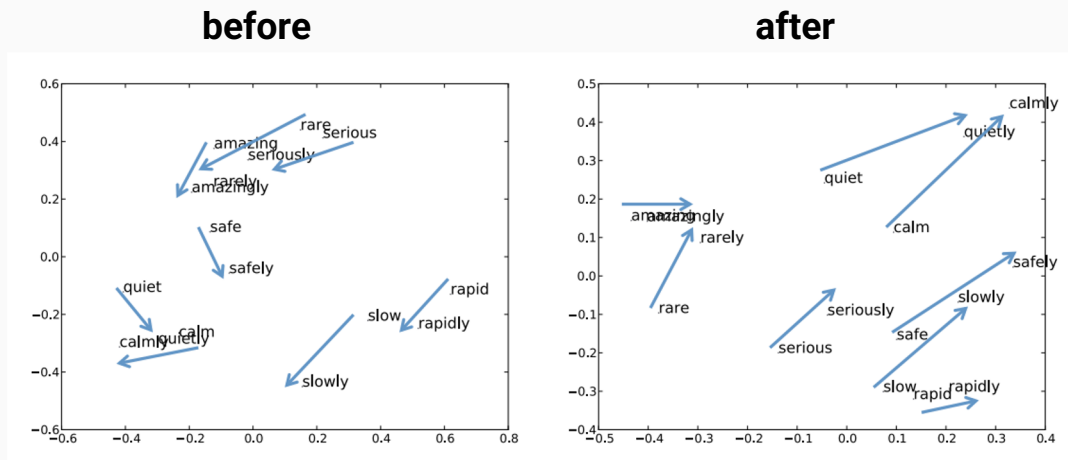 before
after
0.6
0.4
0.2
0.0
−0.2
−0.4
−0.6
−0.6
−0.4
−0.2
0.0
0.2
0.4
0.6
0.8
rare
serious
amazing
seriously
rarely
amazingly
safe
safely
quiet
rapid
slow
rapidly
calm
calmly
quietly
slowly
0.5
0.4
0.3
0.2
0.1
0.0
−0.1
−0.2
−0.3
−0.4
−0.5
−0.4
−0.3
−0.2
−0.1
0.0
0.1
0.2
0.3
0.4
calmly
quietly
quiet
amazing
amazingly
calm
rarely
safely
slowly
rare
seriously
safe
serious
slow
rapid
rapidly